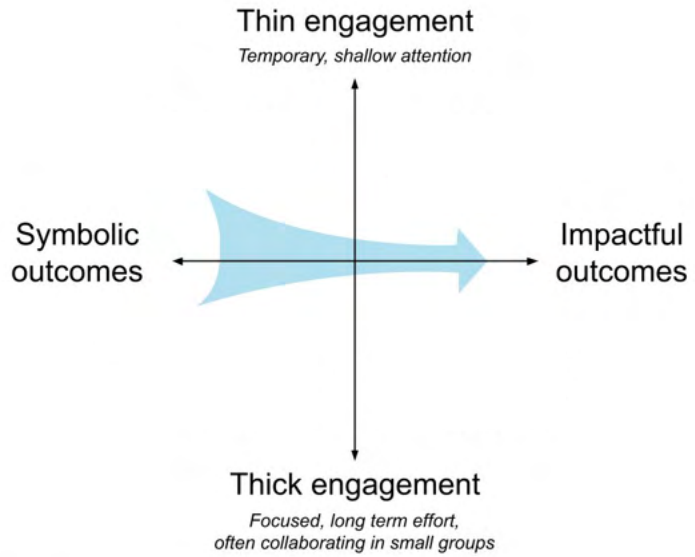 Thin engagement
Temporary, shallow attention
Symbolic
outcomes
Impactful
outcomes
Thick engagement
Focused, long term effort,
often collaborating in small groups